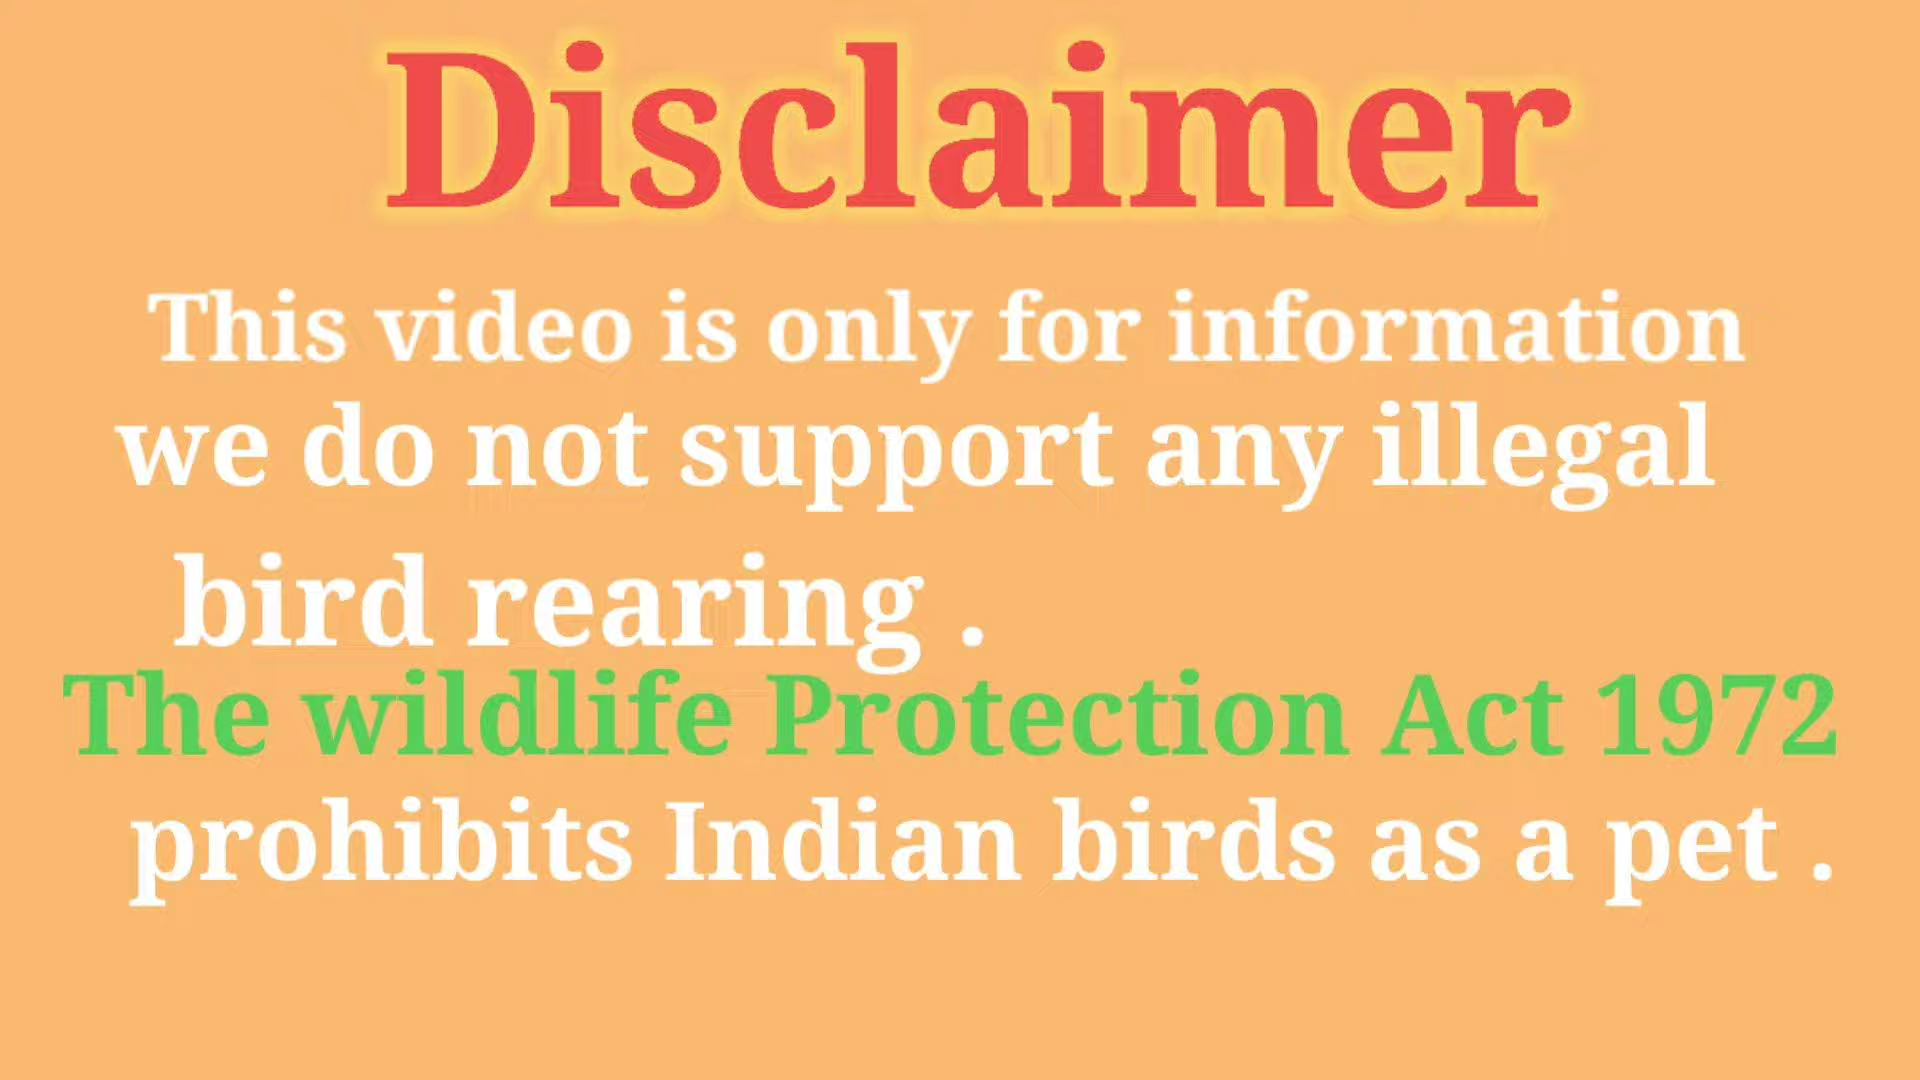 Disclaimer
This video is only for information
we do not support any illegal
bird rearing .
The wildlife Protection Act 1972
prohibits Indian birds as a pet .